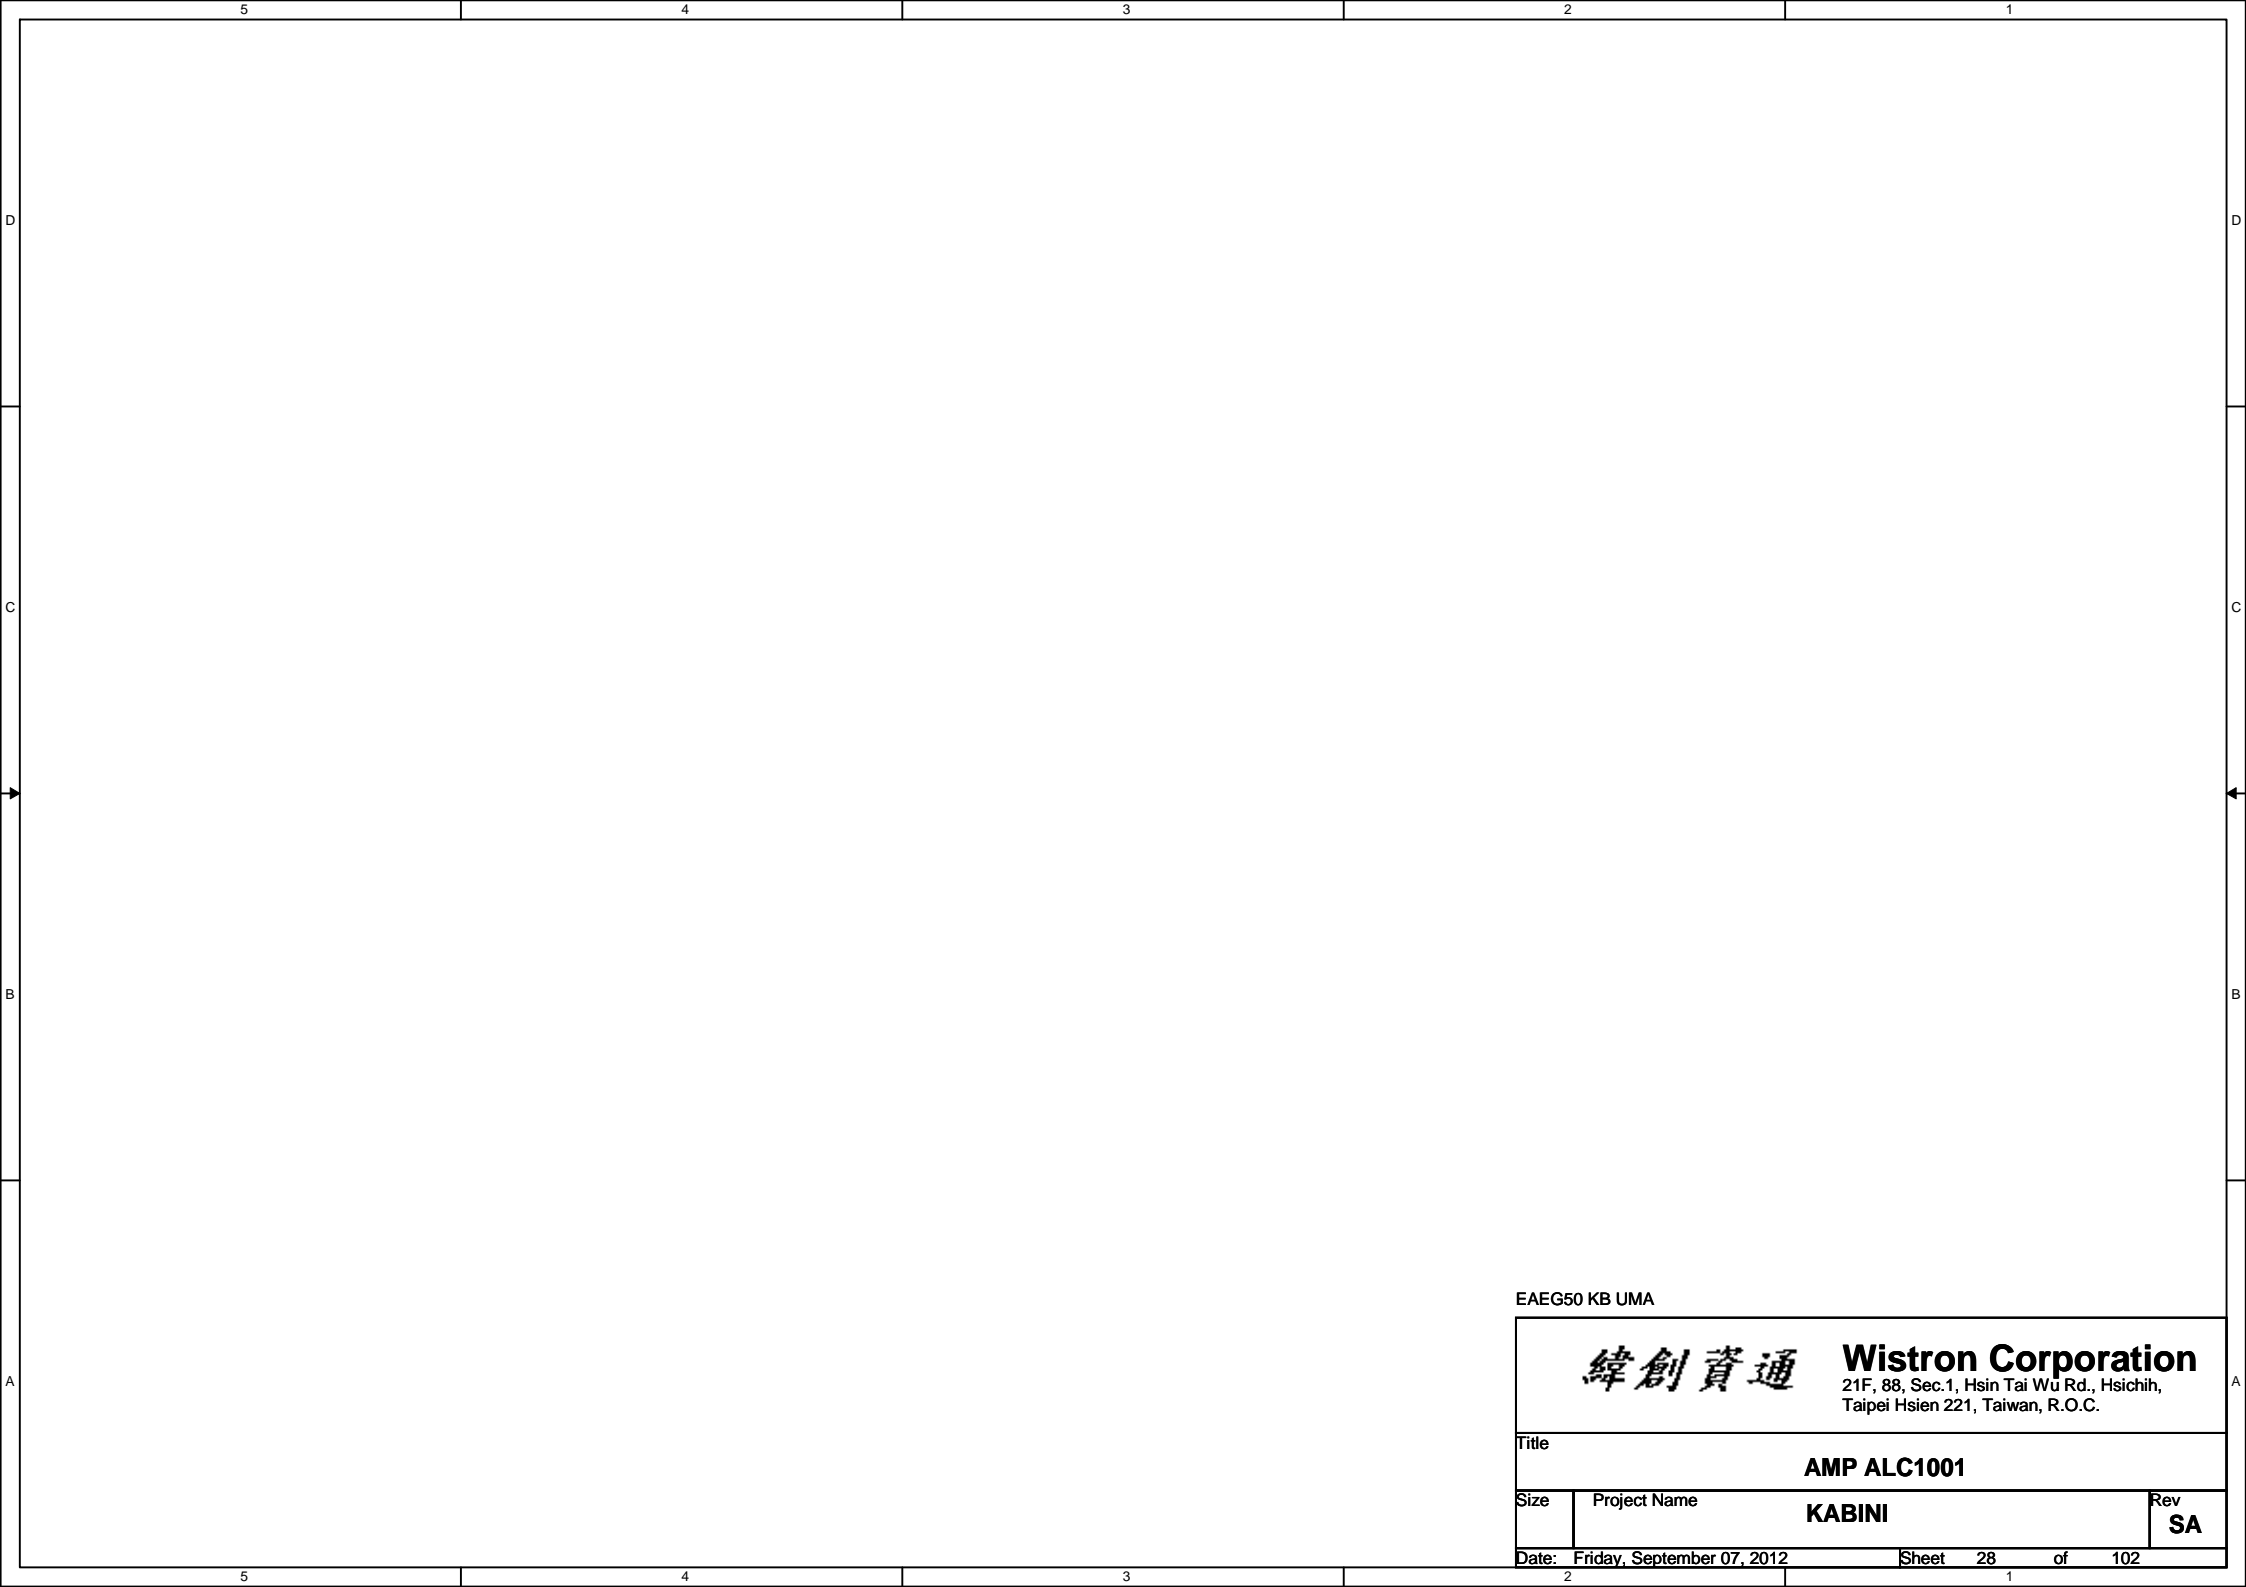 5 4 3 2 1
D D
C C
B B
EAEG50 KB UMA
緯創資通
Wistron Corporation
21F, 88, Sec.1, Hsin Tai Wu Rd., Hsichih,
Taipei Hsien 221, Taiwan, R.O.C.
A A
Title
AMP ALC1001
Size Project Name Rev
KABINI
SA
Date: Friday, September 07, 2012 Sheet 28 of 102
5 4 3 2 1